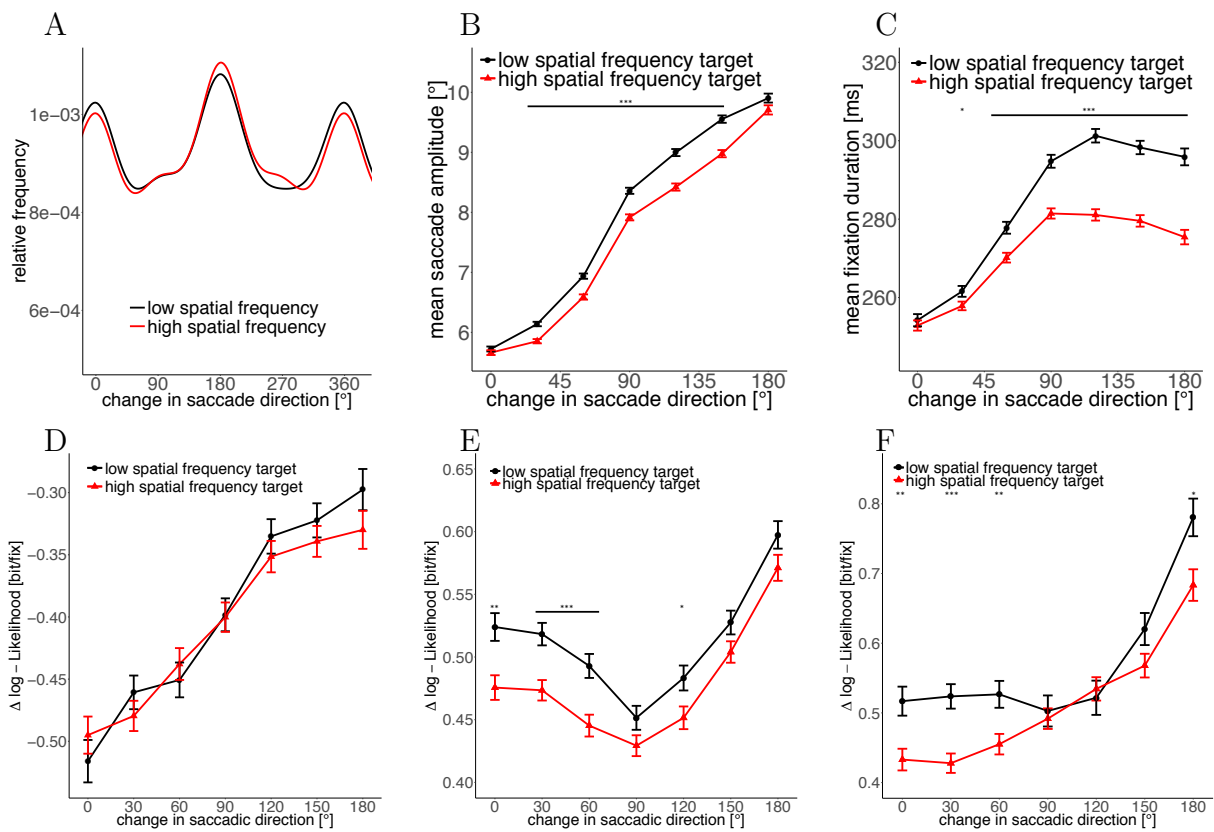 A
1e−03
8e−04
6e−04
relative frequency
low spatial frequency
high spatial frequency
0 90 180 270 360
change in saccade direction [°]
B
low spatial frequency target
high spatial frequency target
***
10
9
8
7
6
mean saccade amplitude [°]
0 45 90 135 180
change in saccade direction [°]
C
320
low spatial frequency target
high spatial frequency target
* ***
300
280
260
mean fixation duration [ms]
0 45 90 135 180
change in saccade direction [°]
D
low spatial frequency target
high spatial frequency target
−0.30
−0.35
−0.40
−0.45
−0.50
Δ log − Likelihood [bit/fix]
0 30 60 90 120 150 180
change in saccadic direction [°]
E
0.65
low spatial frequency target
high spatial frequency target
0.60
0.55
** *** *
0.50
0.45
0.40
Δ log − Likelihood [bit/fix]
0 30 60 90 120 150 180
change in saccadic direction [°]
F
low spatial frequency target
high spatial frequency target
** *** ** *
0.8
0.7
0.6
0.5
0.4
Δ log − Likelihood [bit/fix]
0 30 60 90 120 150 180
change in saccadic direction [°]